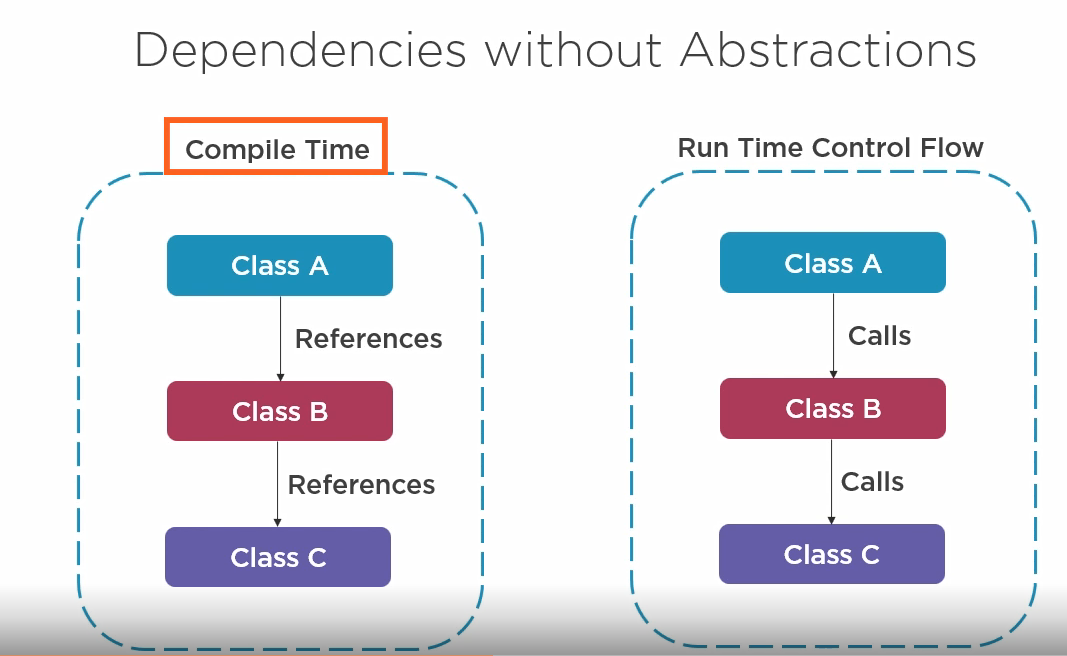 Dependencies without Abstractions
Compile Time
Class A
References
Class B
References
Class C
Run Time Control Flow
Class A
Calls
Class B
Calls
Class C